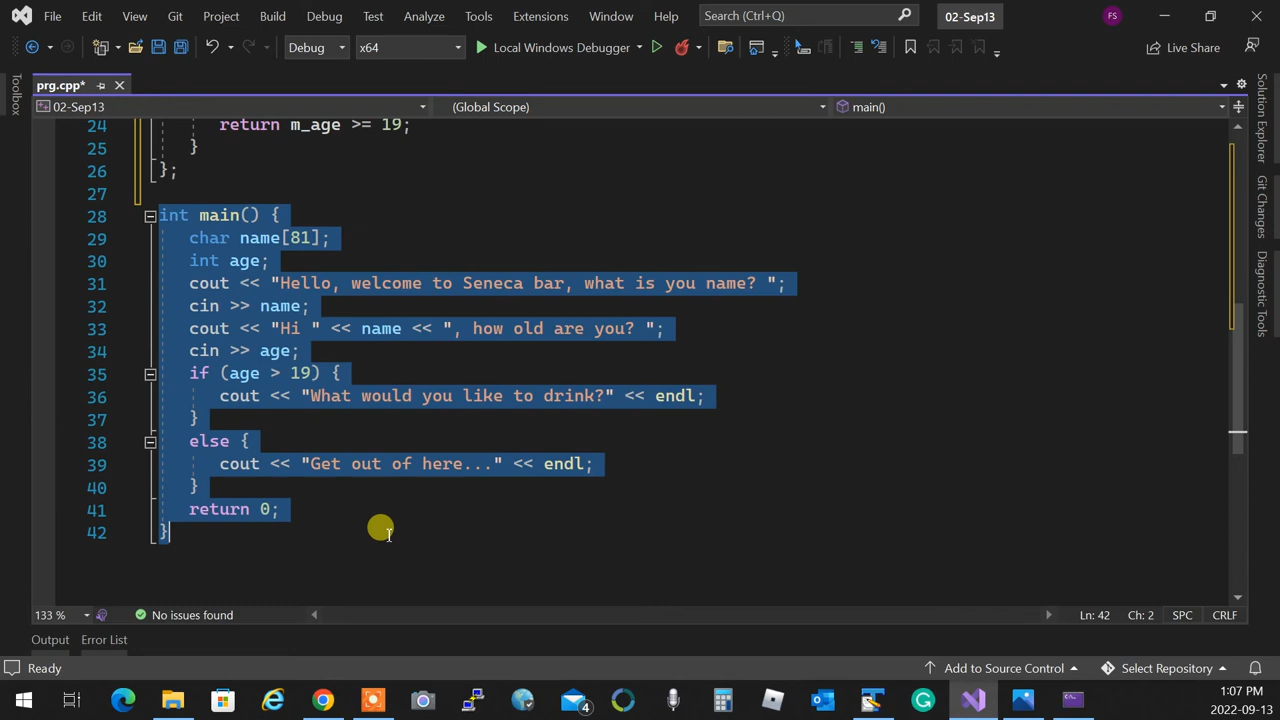 File Edit View Git Project Build Debug Test Analyze Tools Extensions Window Help Search (Ctrl+Q) 02-Sep13 FS
Debug x64 Local Windows Debugger Live Share
prg.cpp*
02-Sep13 (Global Scope) main()
Toolbox
24 return m_age >= 19;
25 }
26 };
27
28 int main() {
29 char name[81];
30 int age;
31 cout << "Hello, welcome to Seneca bar, what is you name? ";
32 cin >> name;
33 cout << "Hi " << name << ", how old are you? ";
34 cin >> age;
35 if (age > 19) {
36 cout << "What would you like to drink?" << endl;
37 }
38 else {
39 cout << "Get out of here..." << endl;
40 }
41 return 0;
42 }
Solution Explorer
Git Changes
Diagnostic Tools
133 % No issues found Ln: 42 Ch: 2 SPC CRLF
Output Error List
Ready Add to Source Control Select Repository
4
1:07 PM
2022-09-13